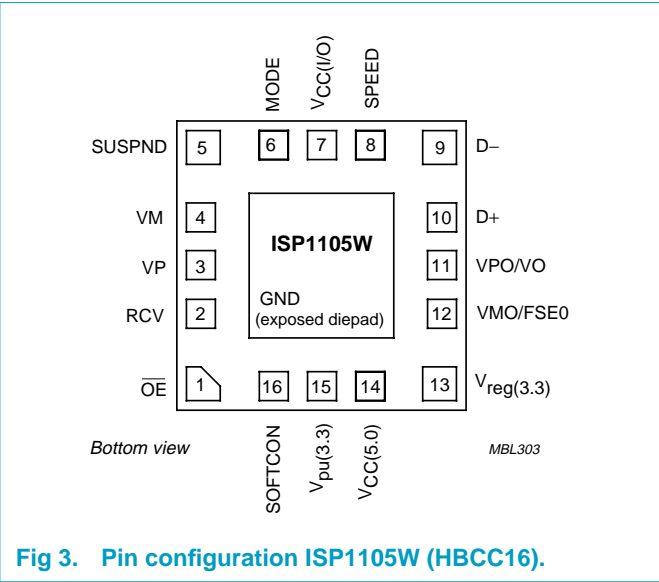 MODE
VCC(I/O)
SPEED
SUSPND 5 6 7 8 9 D−
VM 4 10 D+
ISP1105W
VP 3 11 VPO/VO
GND
(exposed diepad)
RCV 2 12 VMO/FSE0
OE 1 16 15 14 13 Vreg(3.3)
Bottom view
MBL303
SOFTCON
Vpu(3.3)
VCC(5.0)
Fig 3. Pin configuration ISP1105W (HBCC16).